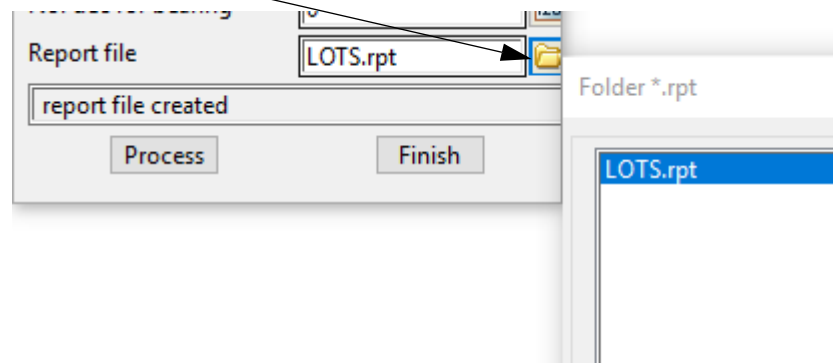 Report file
LOTS.rpt
report file created
Process
Finish
Folder *.rpt
LOTS.rpt